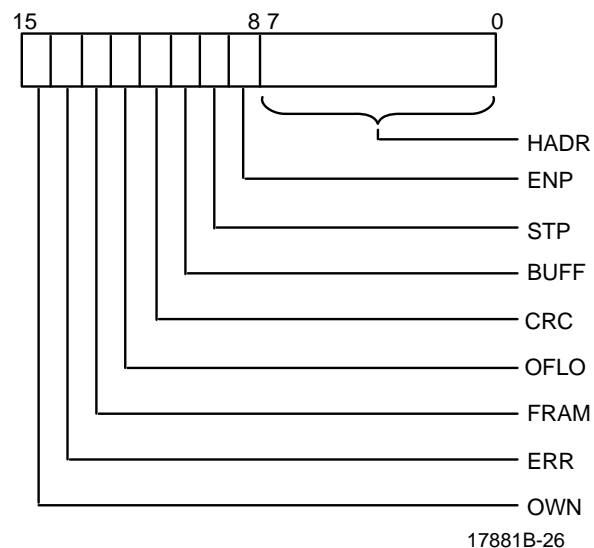 15 8 7 0
HADR
ENP
STP
BUFF
CRC
OFLO
FRAM
ERR
OWN
17881B-26